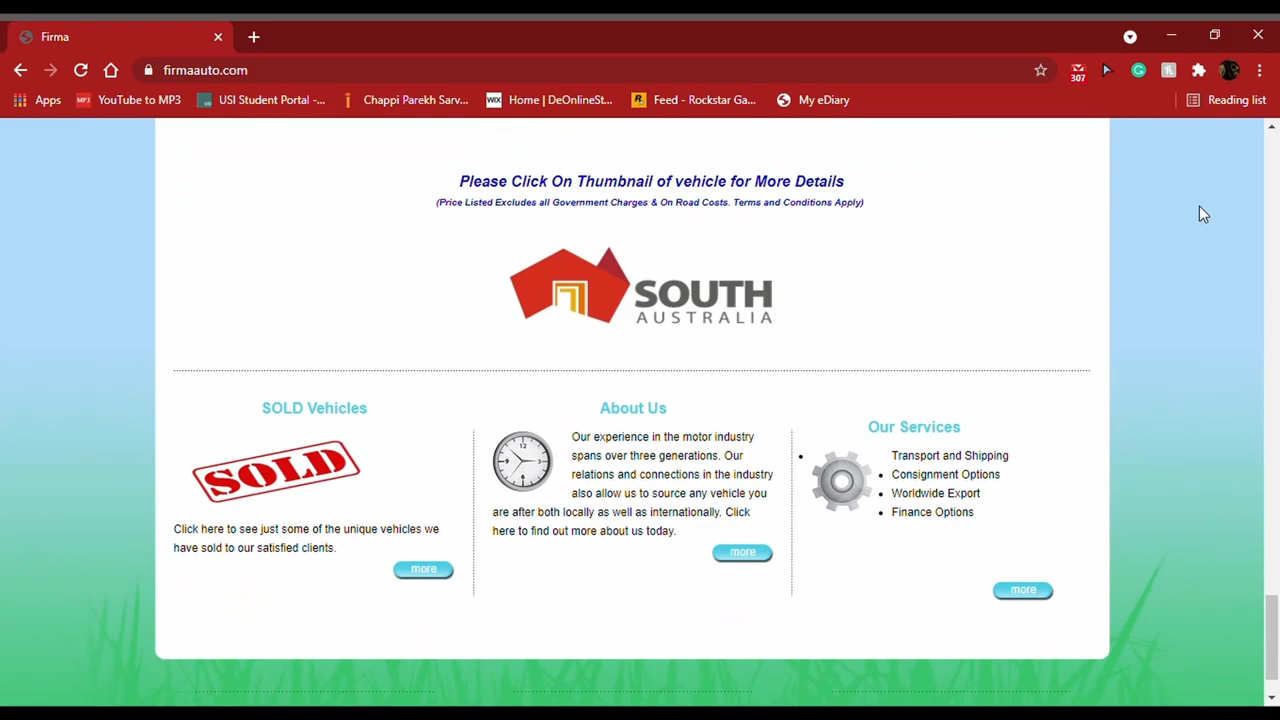 Firma
firmaauto.com
307
Apps
YouTube to MP3
USI Student Portal -...
Chappi Parekh Sarv...
WIX
Home | DeOnlineSt...
Feed - Rockstar Ga...
My eDiary
Reading list
Please Click On Thumbnail of vehicle for More Details
(Price Listed Excludes all Government Charges & On Road Costs. Terms and Conditions Apply)
SOUTH
AUSTRALIA
SOLD Vehicles
SOLD
Click here to see just some of the unique vehicles we
have sold to our satisfied clients.
more
About Us
12
3
6
9
Our experience in the motor industry
spans over three generations. Our
relations and connections in the industry
also allow us to source any vehicle you
are after both locally as well as internationally. Click
here to find out more about us today.
more
Our Services
Transport and Shipping
Consignment Options
Worldwide Export
Finance Options
more